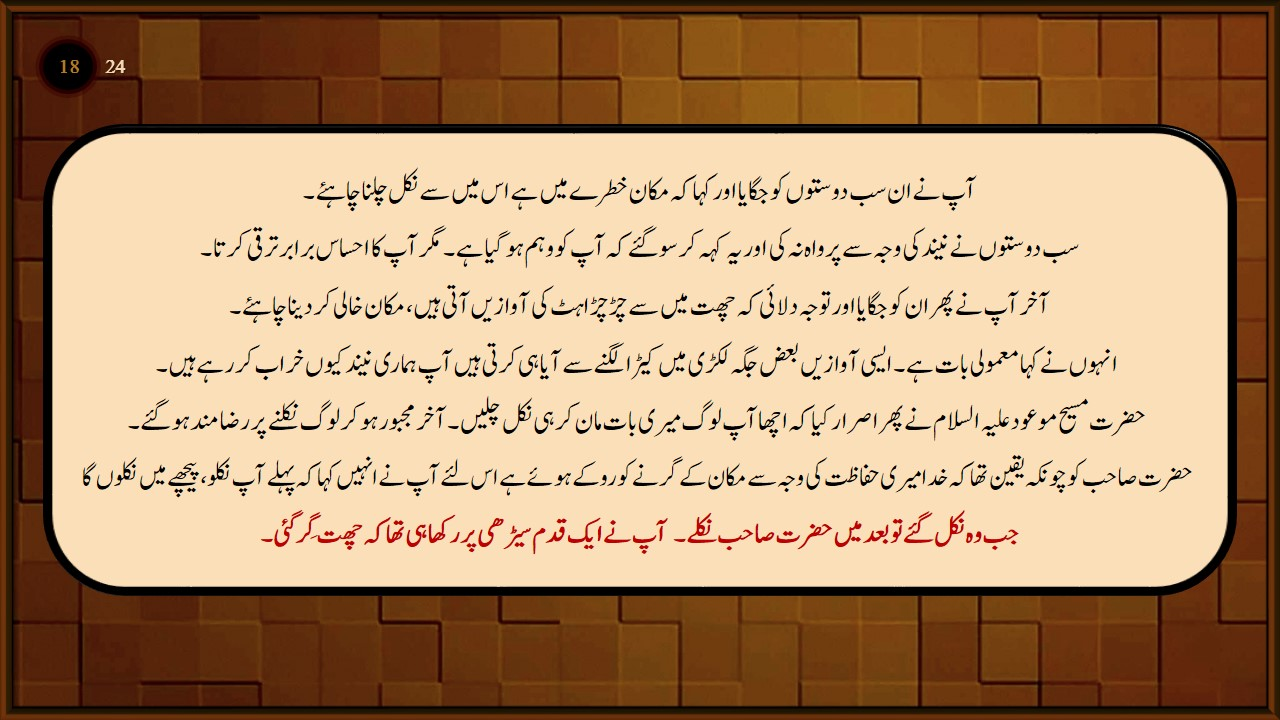 18 24
آپ نے ان سب دوستوں کو جگایا اور کہا کہ مکان خطرے میں ہے اس میں سے نکل چلنا چاہئے۔
سب دوستوں نے نیند کی وجہ سے پرواہ نہ کی اور یہ کہہ کر سو گئے کہ آپ کو وہم ہو گیا ہے۔ مگر آپ کا احساس برابر ترقی کرتا۔
آخر آپ نے پھر ان کو جگایا اور توجہ دلائی کہ چھت میں سے چڑچڑاہٹ کی آوازیں آتی ہیں، مکان خالی کر دینا چاہئے۔
انہوں نے کہا معمولی بات ہے۔ ایسی آوازیں بعض جگہ لکڑی میں کیڑا لگنے سے آیا ہی کرتی ہیں آپ ہماری نیند کیوں خراب کر رہے ہیں۔
حضرت مسیح موعود علیہ السلام نے پھر اصرار کیا کہ اچھا آپ لوگ میری بات مان کر ہی نکل چلیں۔ آخر مجبور ہو کر لوگ نکلنے پر رضامند ہو گئے۔
حضرت صاحب کو چونکہ یقین تھا کہ خدا میری حفاظت کی وجہ سے مکان کے گرنے کو روکے ہوئے ہے اس لئے آپ نے انہیں کہا کہ پہلے آپ نکلو، پیچھے میں نکلوں گا
جب وہ نکل گئے تو بعد میں حضرت صاحب نکلے۔ آپ نے ایک قدم سیڑھی پر رکھا ہی تھا کہ چھت گِر گئی۔